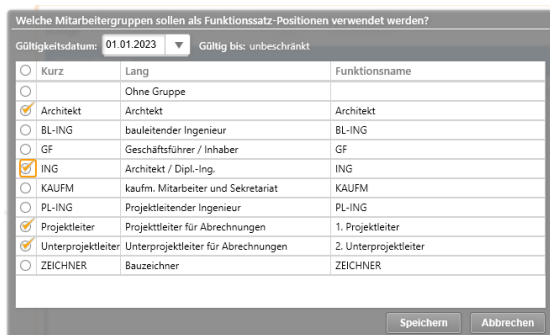 Welche Mitarbeitergruppen sollen als Funktionssatz-Positionen verwendet werden?
Gültigkeitsdatum: 01.01.2023 Gültig bis: unbeschränkt
Kurz Lang Funktionsname
Ohne Gruppe
Architekt Archtekt Architekt
BL-ING bauleitender Ingenieur BL-ING
GF Geschäftsführer / Inhaber GF
ING Architekt / Dipl.-Ing. ING
KAUFM kaufm. Mitarbeiter und Sekretariat KAUFM
PL-ING Projektleitender Ingenieur PL-ING
Projektleiter Projekttleiter für Abrechnungen 1. Projektleiter
Unterprojektleiter Unterprojektleiter für Abrechnungen 2. Unterprojektleiter
ZEICHNER Bauzeichner ZEICHNER
Speichern Abbrechen